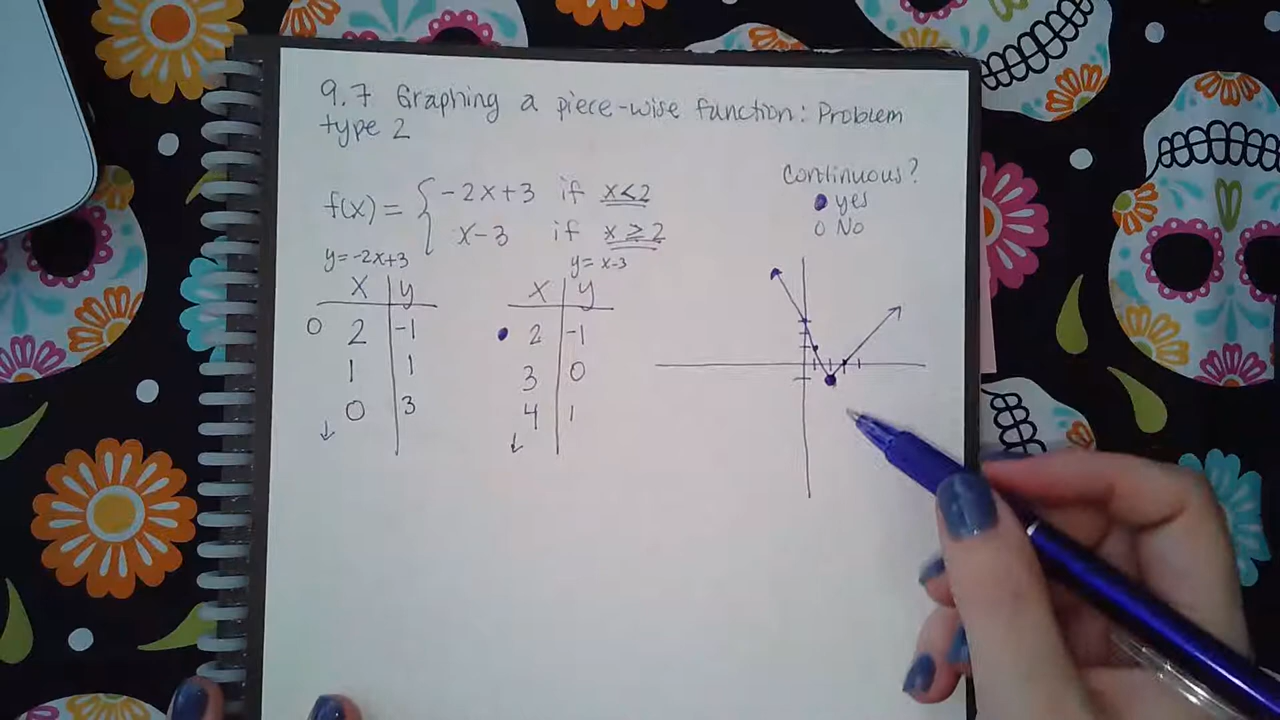 9.7 Graphing a piece-wise function: Problem
type 2
Continuous?
yes
No
f(x) = { -2x+3 if x<2
x-3 if x ≥ 2
y=-2x+3
x y
0 2 -1
1 1
0 3
↓
y= x-3
x y
• 2 -1
3 0
4 1
↓